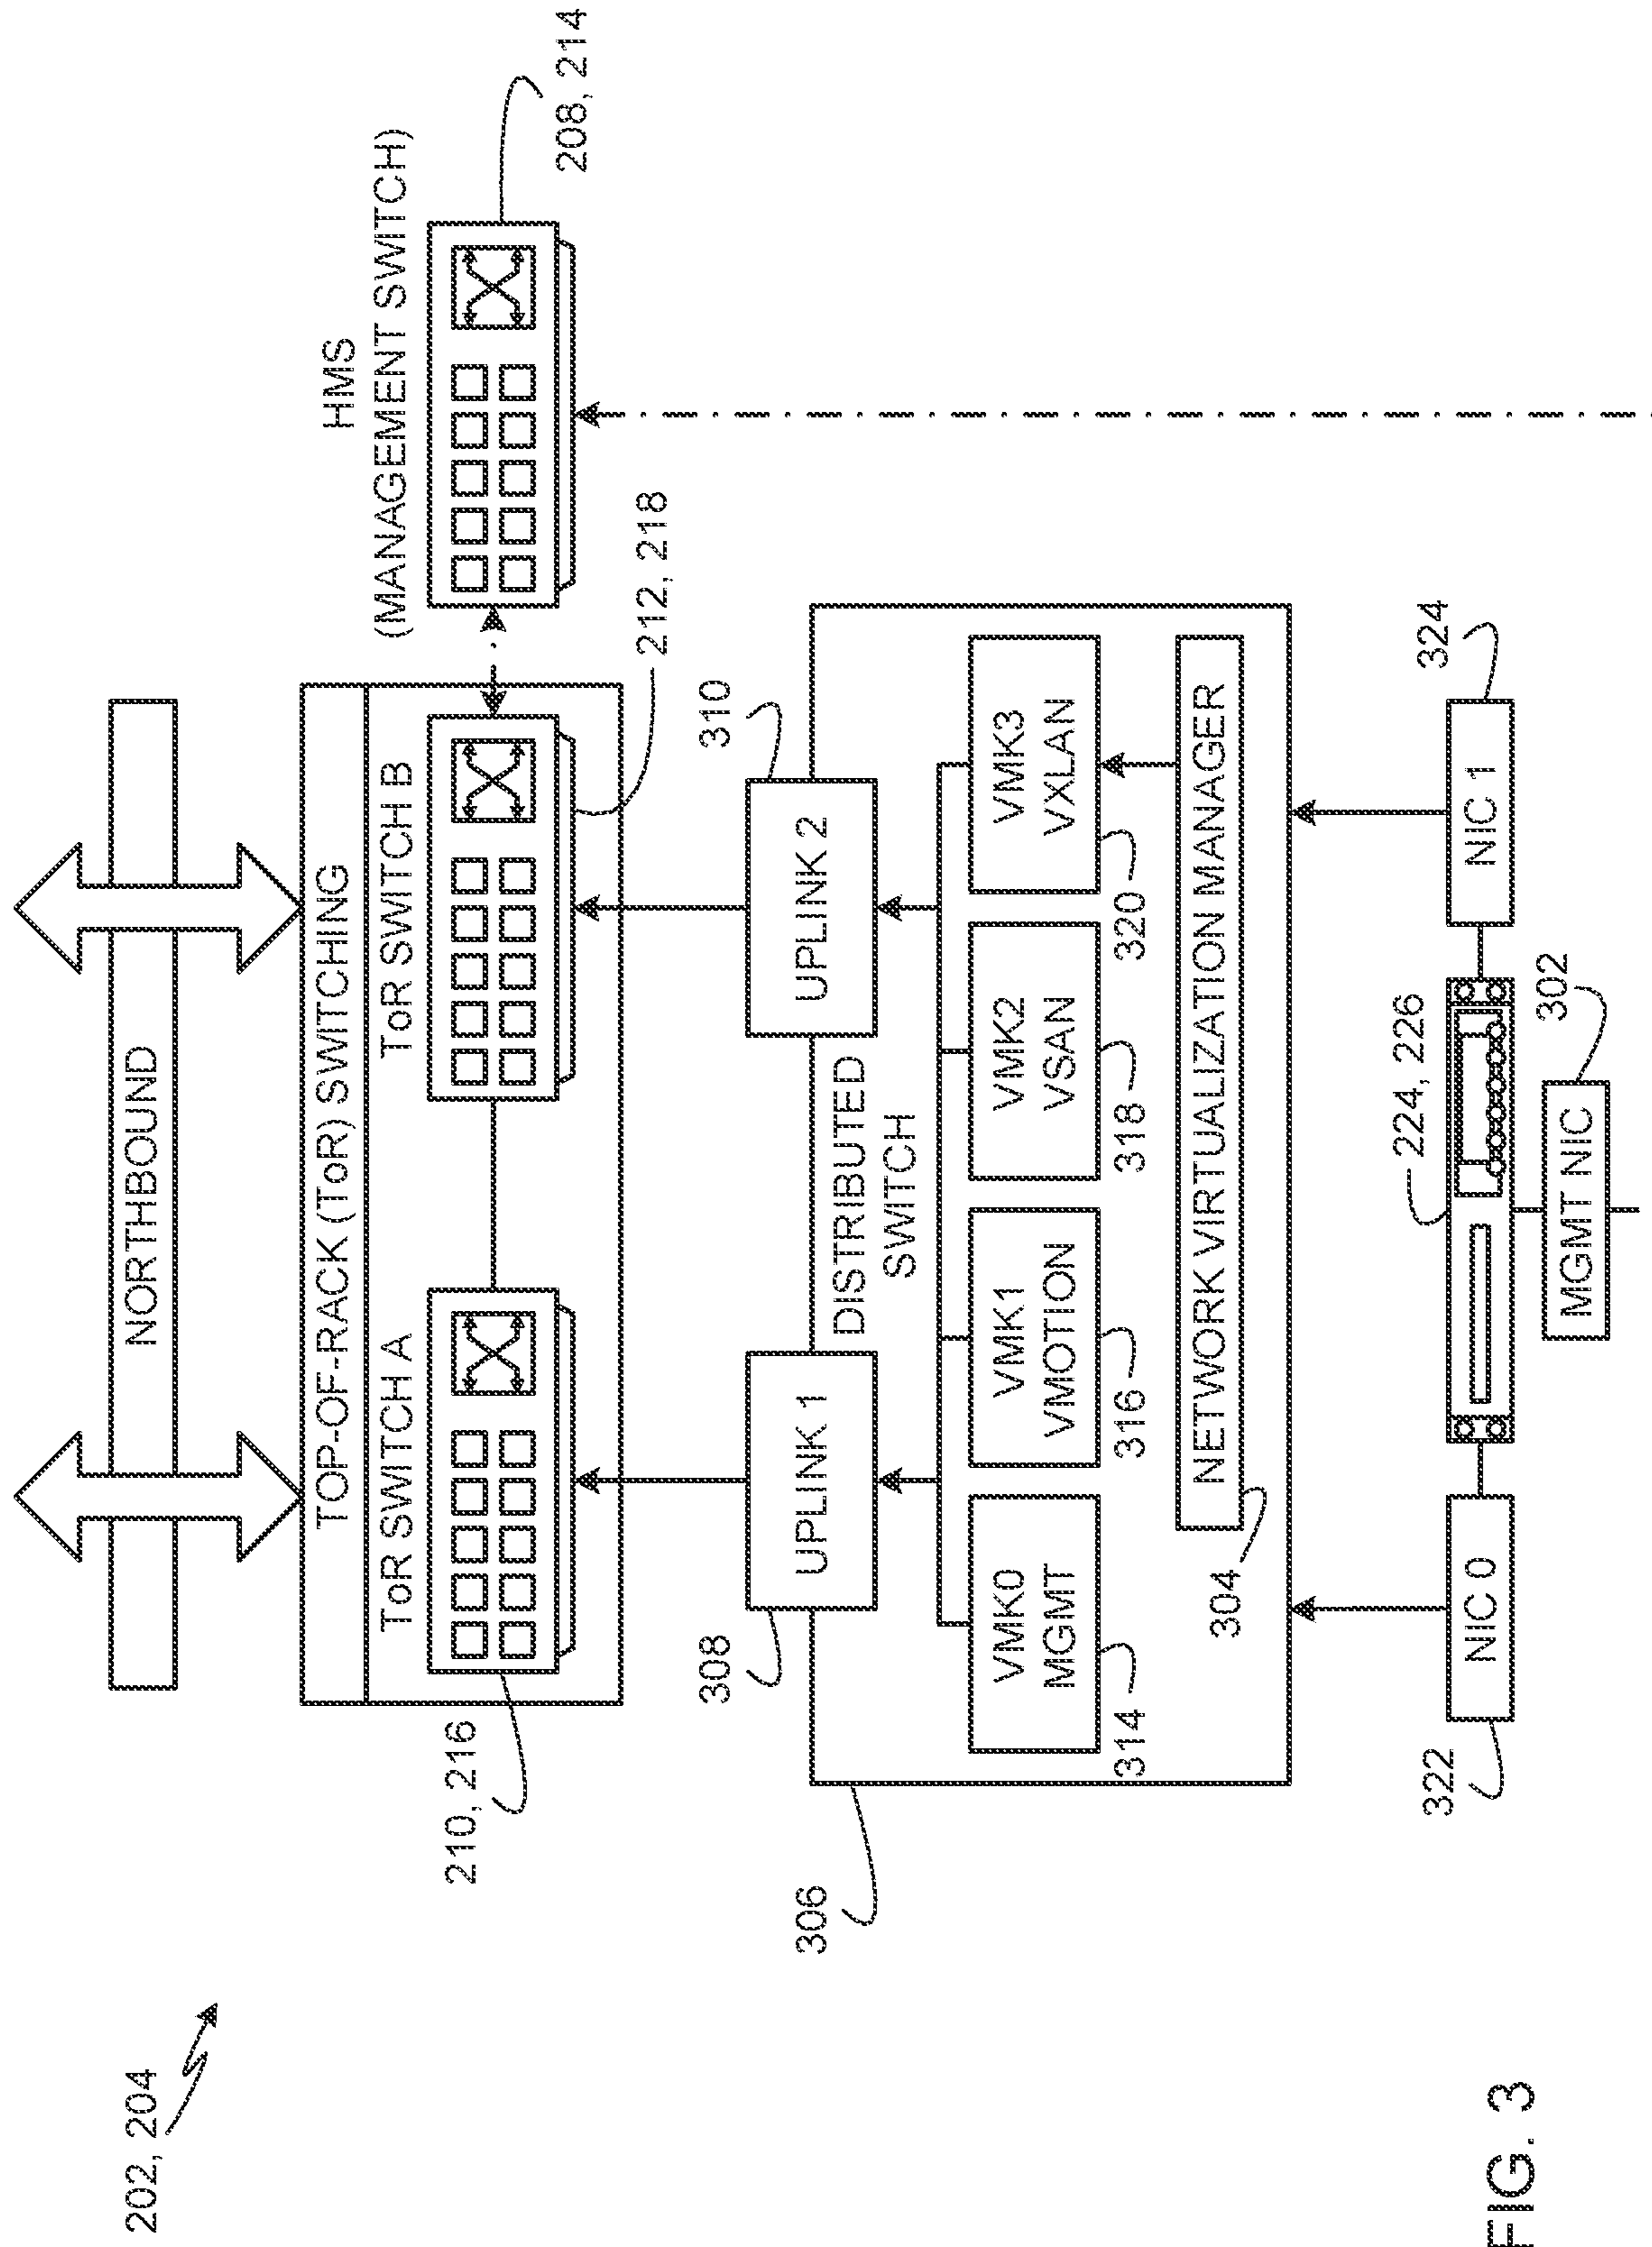 202, 204
NORTHBOUND
TOP-OF-RACK (ToR) SWITCHING
ToR SWITCH A
ToR SWITCH B
HMS
(MANAGEMENT SWITCH)
210, 216
212, 218
208, 214
308
310
UPLINK 1
UPLINK 2
306
DISTRIBUTED
SWITCH
VMK0
MGMT
VMK1
VMOTION
VMK2
VSAN
VMK3
VXLAN
314
316
318
320
NETWORK VIRTUALIZATION MANAGER
304
322
224, 226
324
NIC 0
NIC 1
302
MGMT NIC
FIG. 3